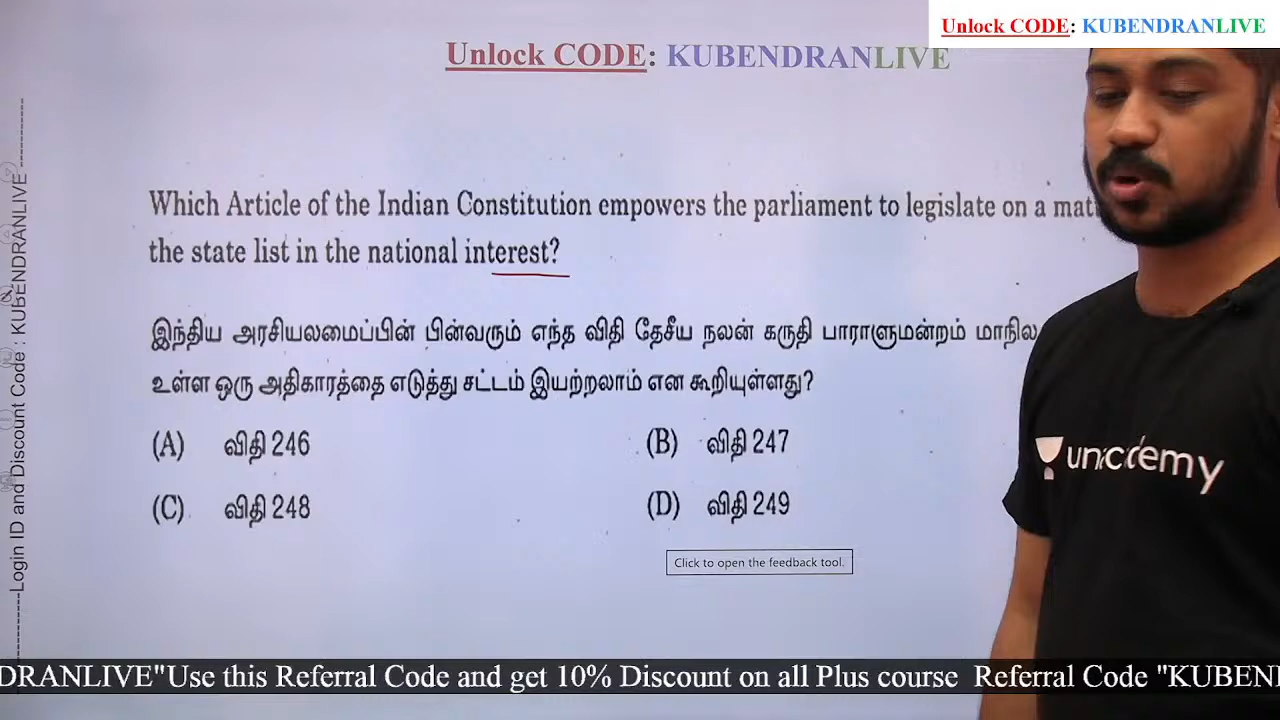 Unlock CODE: KUBENDRANLIVE
Unlock CODE: KUBENDRANLIVE
Which Article of the Indian Constitution empowers the parliament to legislate on a
the state list in the national interest?
இந்திய அரசியலமைப்பின் பின்வரும் எந்த விதி தேசீய நலன் கருதி பாராளுமன்றம் மாநில
உள்ள ஒரு அதிகாரத்தை எடுத்து சட்டம் இயற்றலாம் என கூறியுள்ளது?
(A) விதி 246
(B) விதி 247
(C) விதி 248
(D) விதி 249
Click to open the feedback tool.
unacademy
Login ID and Discount Code : KUBENDRANLIVE
DRANLIVE"Use this Referral Code and get 10% Discount on all Plus course Referral Code "KUBEN